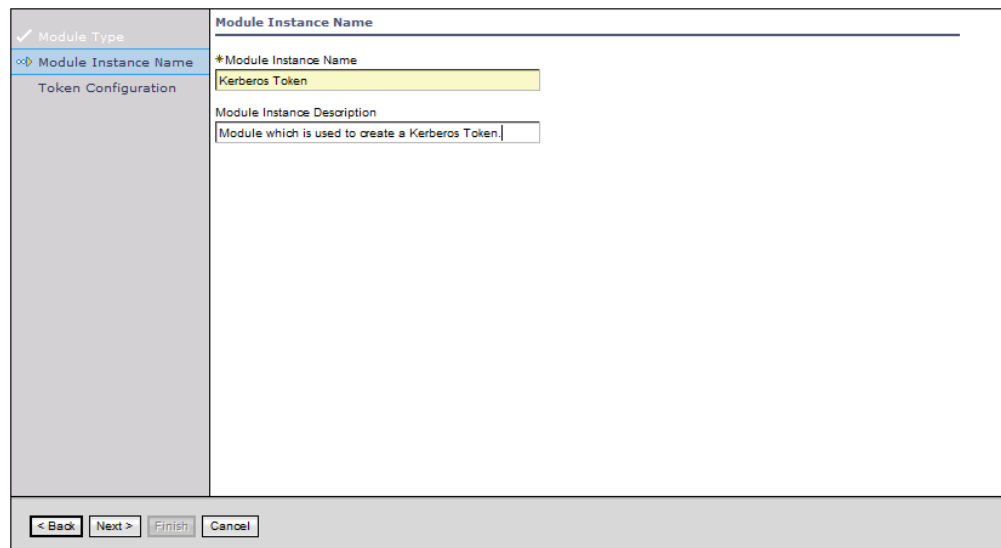 Module Type
Module Instance Name
Token Configuration
Module Instance Name
*Module Instance Name
Kerberos Token
Module Instance Description
Module which is used to create a Kerberos Token.
< Back Next > Finish Cancel